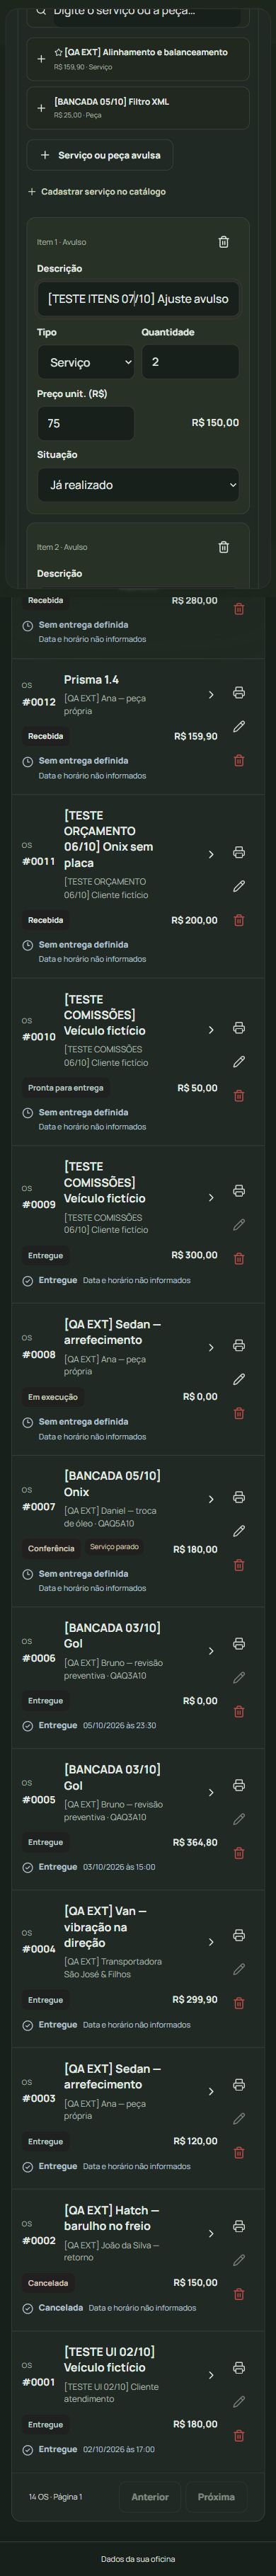 Digite o serviço ou a peça...
[QA EXT] Alinhamento e balanceamento
R$ 159,90 · Serviço
[BANCADA 05/10] Filtro XML
R$ 25,00 · Peça
Serviço ou peça avulsa
Cadastrar serviço no catálogo
Item 1 · Avulso
Descrição
[TESTE ITENS 07/10] Ajuste avulso
Tipo
Quantidade
Serviço
2
Preço unit. (R$)
75
R$ 150,00
Situação
Já realizado
Item 2 · Avulso
Descrição
Recebida
R$ 280,00
Sem entrega definida
Data e horário não informados
OS
#0012
Prisma 1.4
[QA EXT] Ana — peça
própria
Recebida
R$ 159,90
Sem entrega definida
Data e horário não informados
OS
#0011
[TESTE
ORÇAMENTO
06/10] Onix sem
placa
[TESTE ORÇAMENTO
06/10] Cliente fictício
Recebida
R$ 200,00
Sem entrega definida
Data e horário não informados
OS
#0010
[TESTE
COMISSÕES]
Veículo fictício
[TESTE COMISSÕES
06/10] Cliente fictício
Pronta para entrega
R$ 50,00
Sem entrega definida
Data e horário não informados
OS
#0009
[TESTE
COMISSÕES]
Veículo fictício
[TESTE COMISSÕES
06/10] Cliente fictício
Entregue
R$ 300,00
Entregue Data e horário não informados
OS
#0008
[QA EXT] Sedan —
arrefecimento
[QA EXT] Ana — peça
própria
Em execução
R$ 0,00
Sem entrega definida
Data e horário não informados
OS
#0007
[BANCADA 05/10]
Onix
[QA EXT] Daniel — troca
de óleo · QAQ5A10
Conferência
Serviço parado
R$ 180,00
Sem entrega definida
Data e horário não informados
OS
#0006
[BANCADA 03/10]
Gol
[QA EXT] Bruno — revisão
preventiva · QAQ3A10
Entregue
R$ 0,00
Entregue 05/10/2026 às 23:30
OS
#0005
[BANCADA 03/10]
Gol
[QA EXT] Bruno — revisão
preventiva · QAQ3A10
Entregue
R$ 364,80
Entregue 03/10/2026 às 15:00
OS
#0004
[QA EXT] Van —
vibração na
direção
[QA EXT] Transportadora
São José & Filhos
Entregue
R$ 299,90
Entregue Data e horário não informados
OS
#0003
[QA EXT] Sedan —
arrefecimento
[QA EXT] Ana — peça
própria
Entregue
R$ 120,00
Entregue Data e horário não informados
OS
#0002
[QA EXT] Hatch —
barulho no freio
[QA EXT] João da Silva —
retorno
Cancelada
R$ 150,00
Cancelada Data e horário não informados
OS
#0001
[TESTE UI 02/10]
Veículo fictício
[TESTE UI 02/10] Cliente
atendimento
Entregue
R$ 180,00
Entregue 02/10/2026 às 17:00
14 OS · Página 1
Anterior
Próxima
Dados da sua oficina